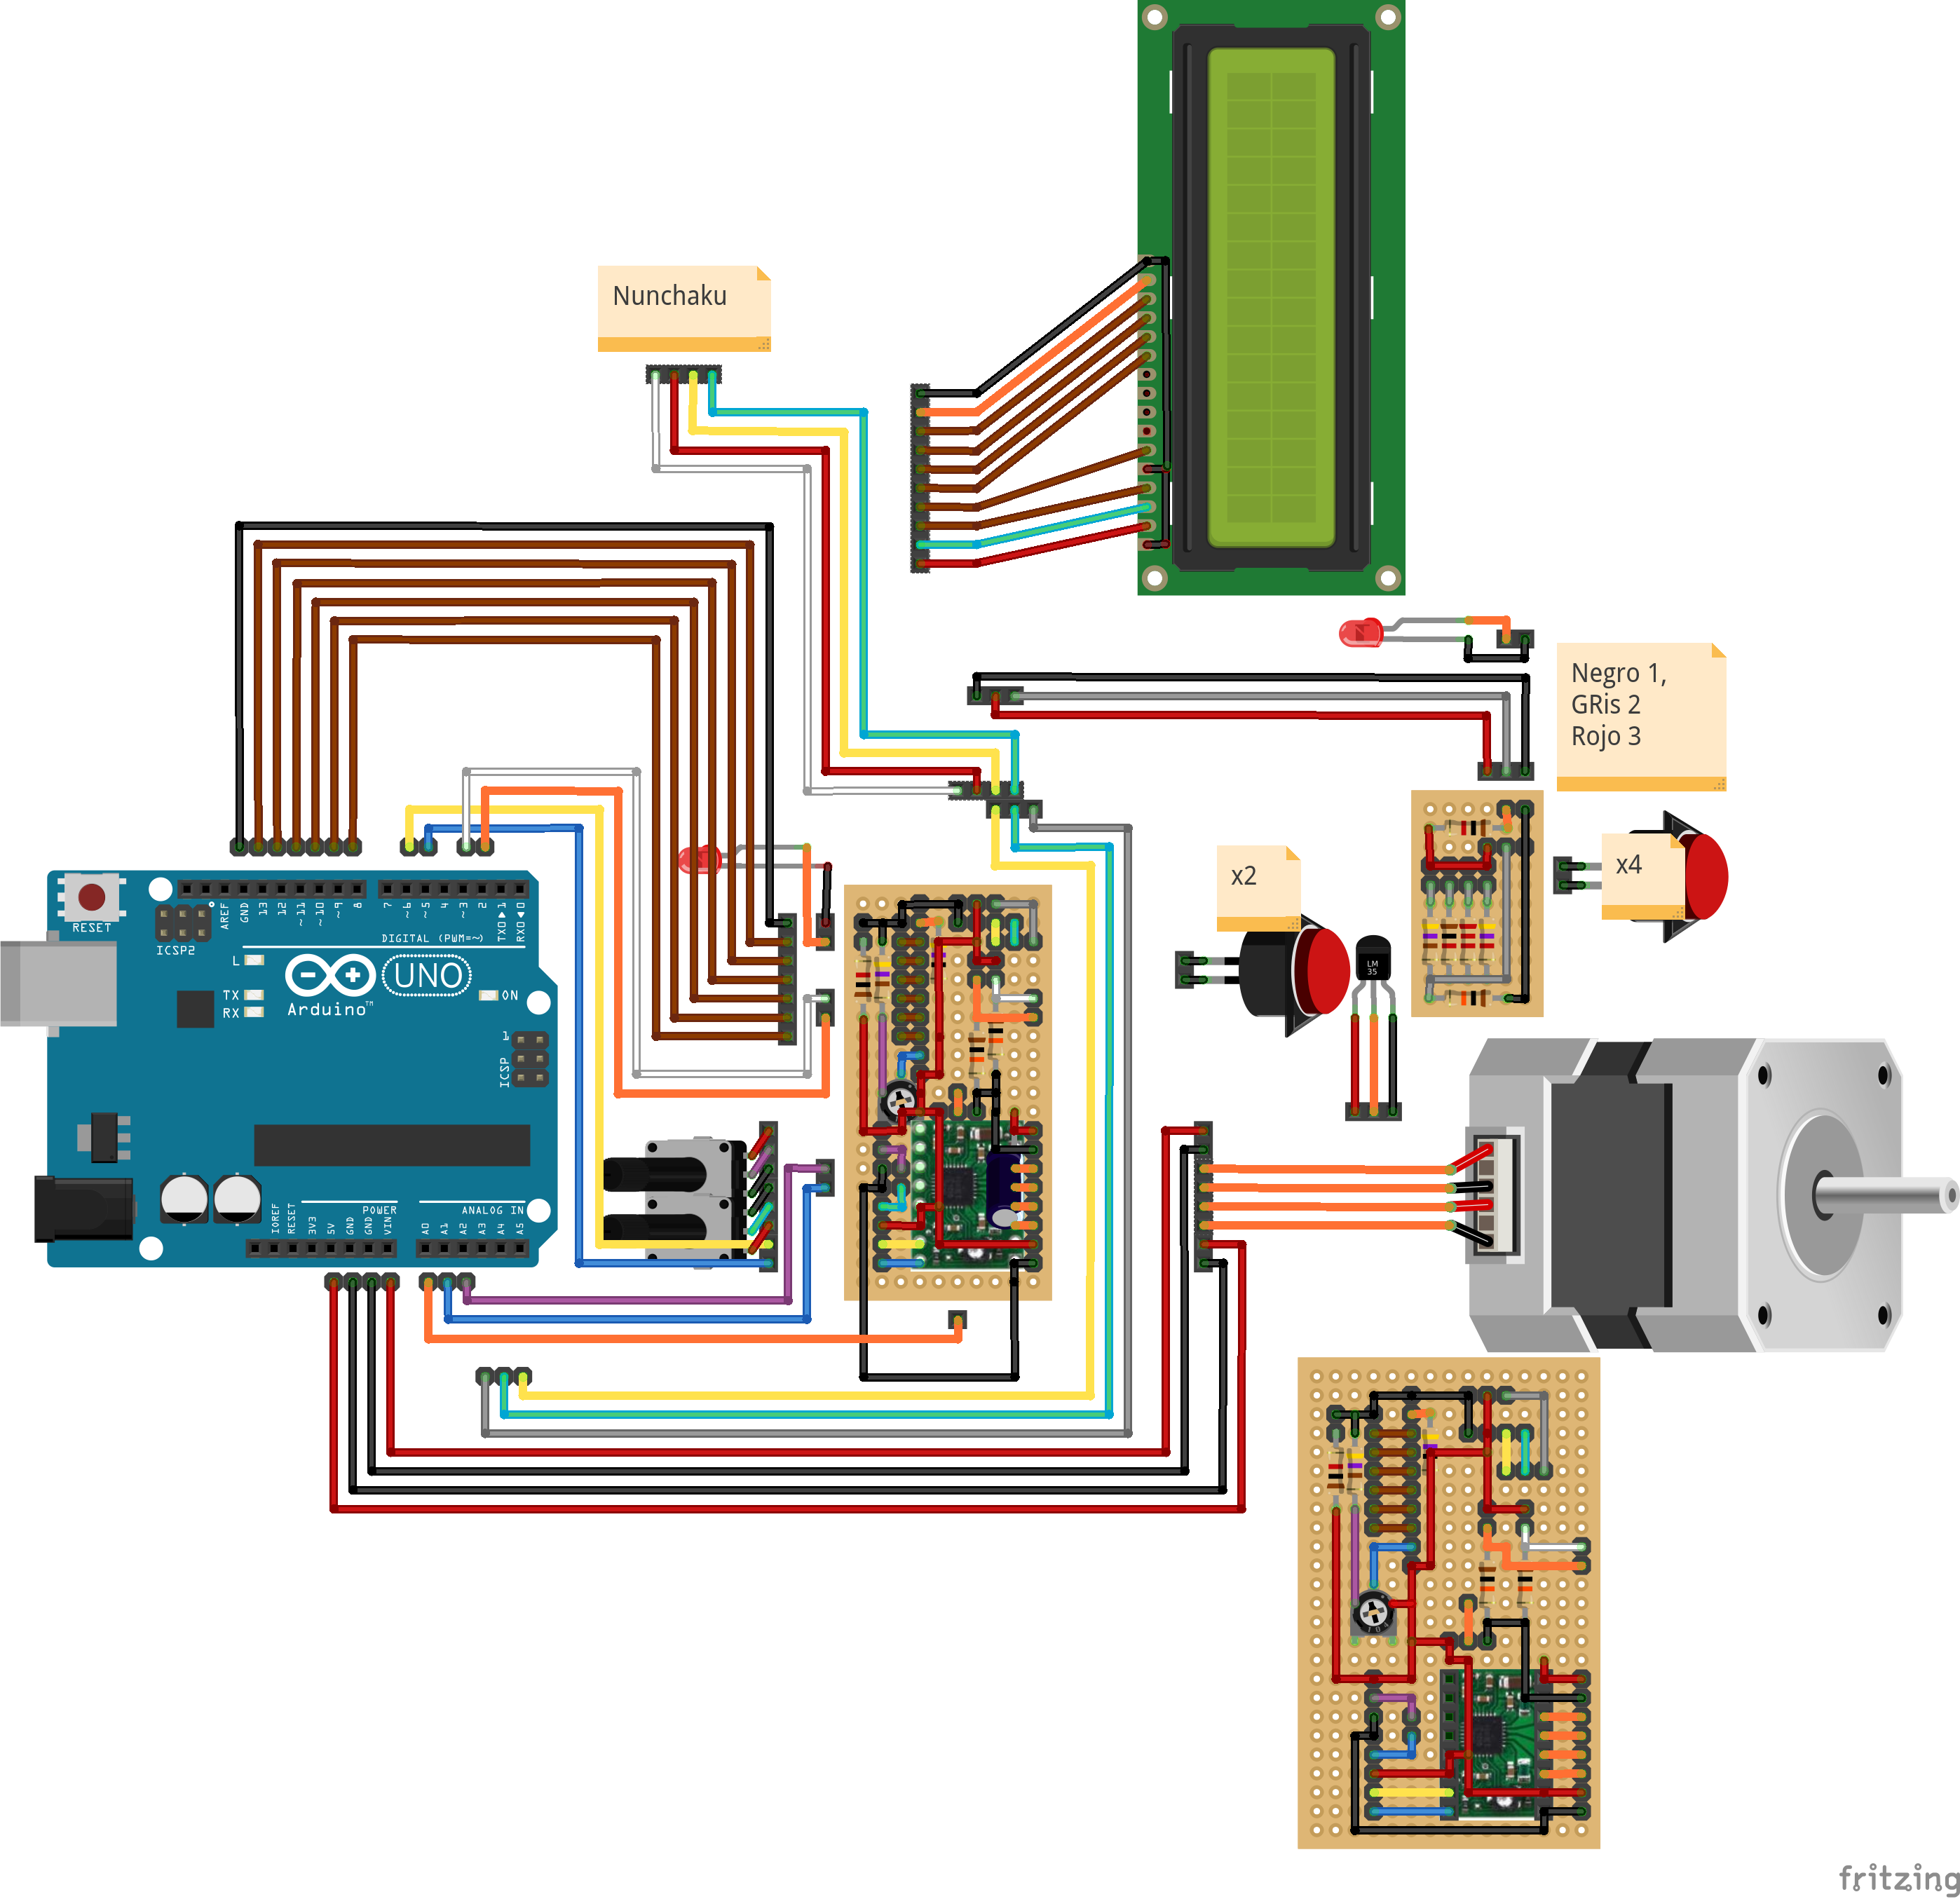 Nunchaku
Negro 1,
GRis 2
Rojo 3
x2
x4
LM
35
RESET
ICSP2
AREF
GND
13
12
~11
~10
~9
8
7
~6
~5
4
~3
2
TXD▶1
RXD◀0
DIGITAL (PWM=~)
L
TX
RX
UNO
Arduino™
ON
ICSP
1
POWER
ANALOG IN
IOREF
RESET
3V3
5V
GND
GND
VIN
A0
A1
A2
A3
A4
A5
fritzing